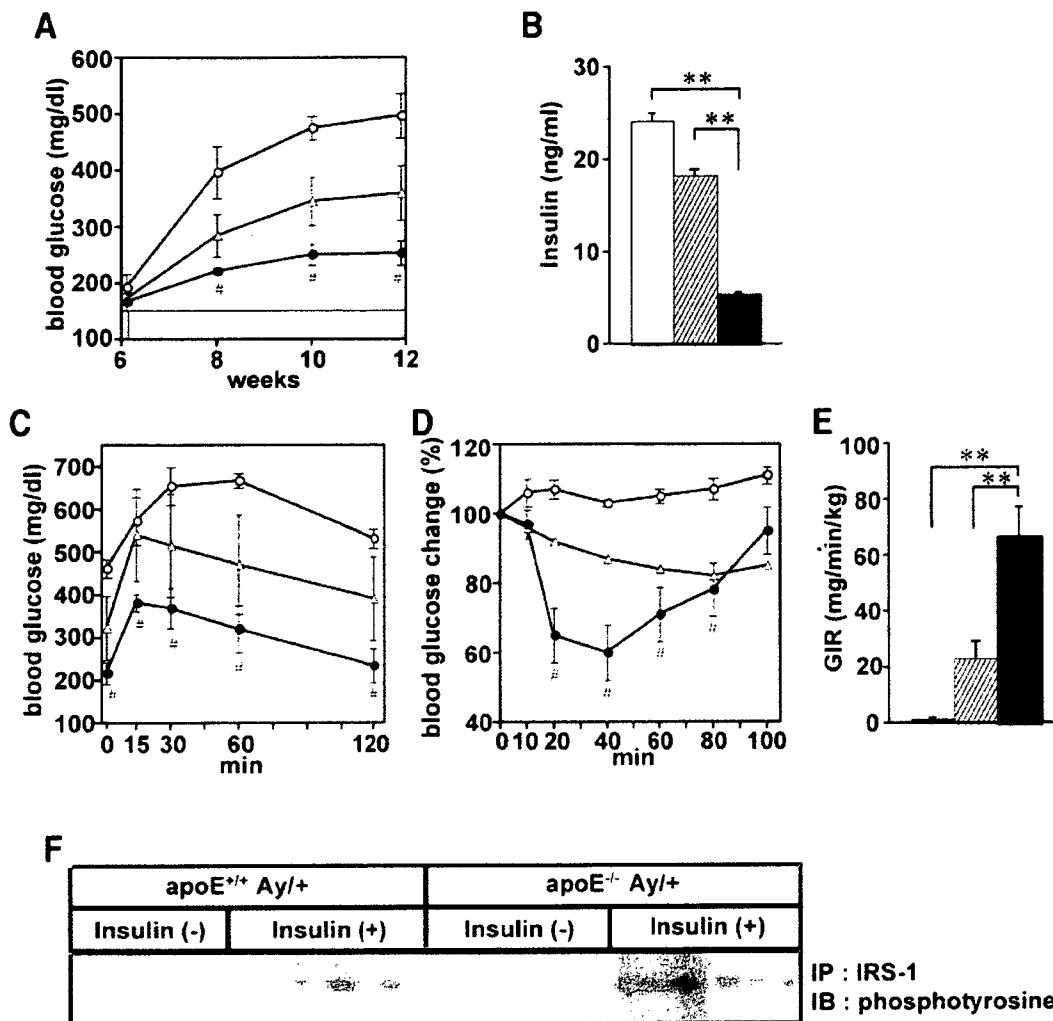 A
blood glucose (mg/dl)
600
500
400
300
200
100
6
8
10
12
weeks
#
#
#
B
Insulin (ng/ml)
30
20
10
0
**
**
C
blood glucose (mg/dl)
700
600
500
400
300
200
100
0 15 30 60 120
min
#
#
#
#
#
D
blood glucose change (%)
120
100
80
60
40
0 10 20 40 60 80 100
min
#
#
#
#
E
GIR (mg/min/kg)
100
80
60
40
20
0
**
**
F
apoE+/+ Ay/+ apoE-/- Ay/+
Insulin (-) Insulin (+) Insulin (-) Insulin (+)
IP : IRS-1
IB : phosphotyrosine